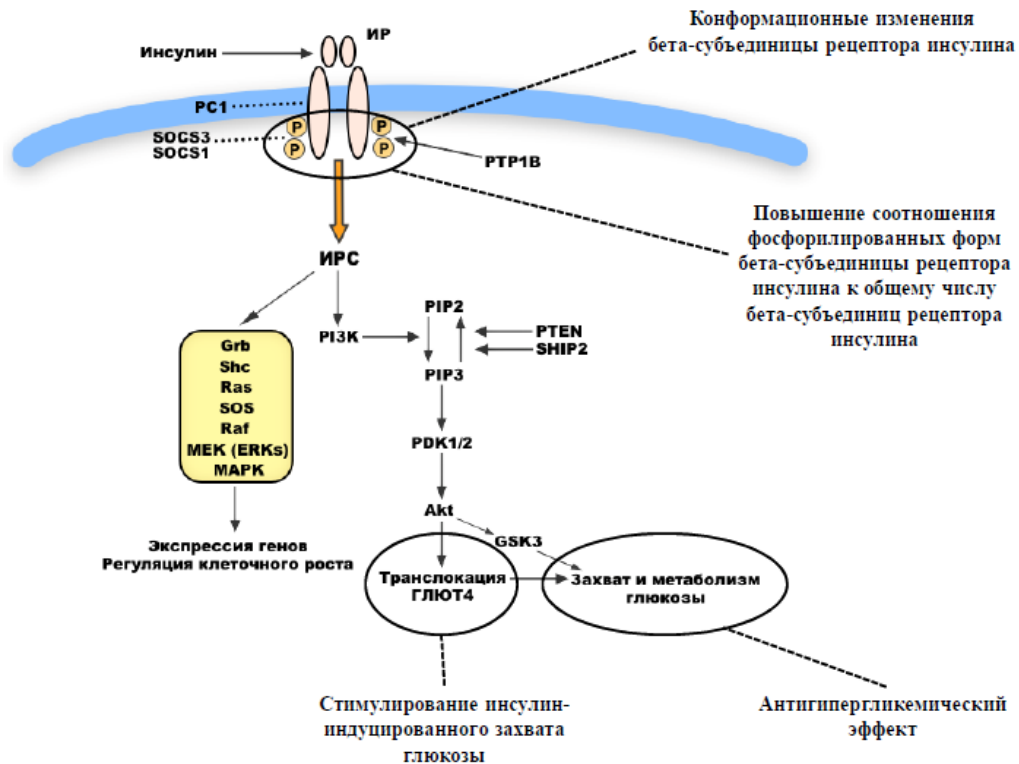 Конформационные изменения
бета-субъединицы рецептора инсулина
ИР
Инсулин
PC1
P
P
P
P
SOCS3
SOCS1
PTP1B
Повышение соотношения
фосфорилированных форм
бета-субъединицы рецептора
инсулина к общему числу
бета-субъединиц рецептора
инсулина
ИРС
PIP2
PI3K
PTEN
SHIP2
PIP3
Grb
Shc
Ras
SOS
Raf
MEK (ERKs)
MAPK
PDK1/2
Akt
GSK3
Экспрессия генов
Регуляция клеточного роста
Транслокация
ГЛЮТ4
Захват и метаболизм
глюкозы
Стимулирование инсулин-
индуцированного захвата
глюкозы
Антигипергликемический
эффект